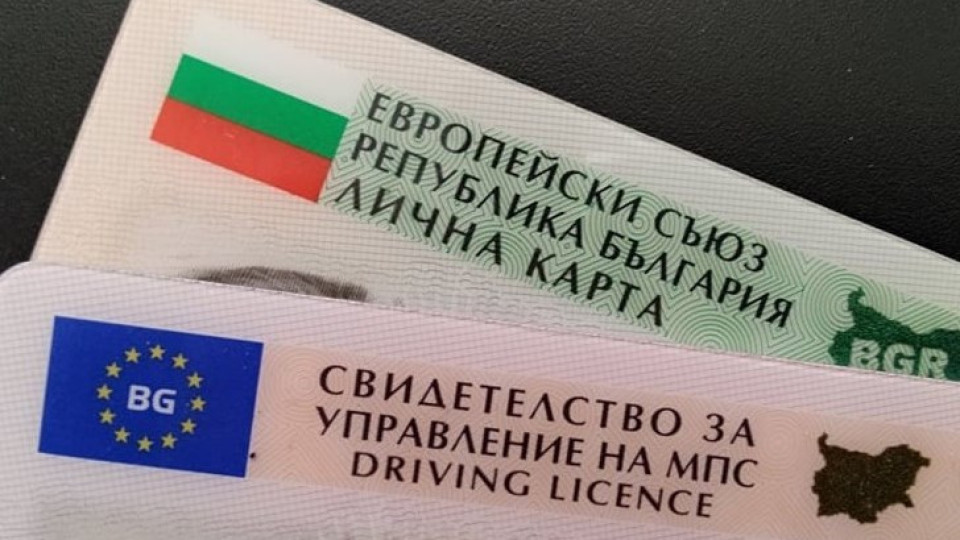 ЕВРОПЕЙСКИ СЪЮЗ
РЕПУБЛИКА БЪЛГАРИЯ
ЛИЧНА КАРТА
BGR
BG
СВИДЕТЕЛСТВО ЗА
УПРАВЛЕНИЕ НА МПС
DRIVING LICENCE